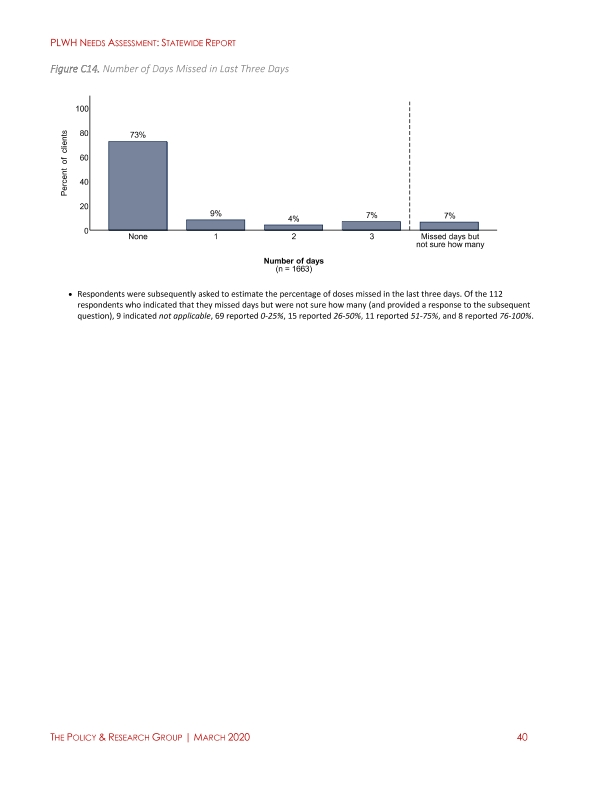 PLWH NEEDS ASSESSMENT: STATEWIDE REPORT
Figure C14. Number of Days Missed in Last Three Days
Percent of clients
100
80
60
40
20
0
73%
9%
4%
7%
7%
None
1
2
3
Missed days but
not sure how many
Number of days
(n = 1663)
• Respondents were subsequently asked to estimate the percentage of doses missed in the last three days. Of the 112
respondents who indicated that they missed days but were not sure how many (and provided a response to the subsequent
question), 9 indicated not applicable, 69 reported 0-25%, 15 reported 26-50%, 11 reported 51-75%, and 8 reported 76-100%.
THE POLICY & RESEARCH GROUP | MARCH 2020 40